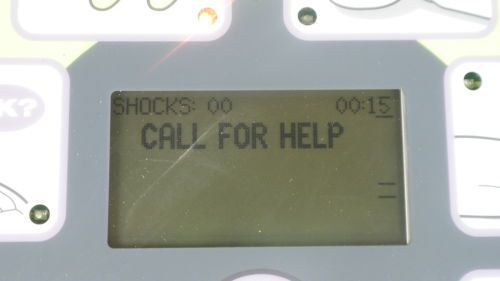 K?
SHOCKS: 00 00:15
CALL FOR HELP